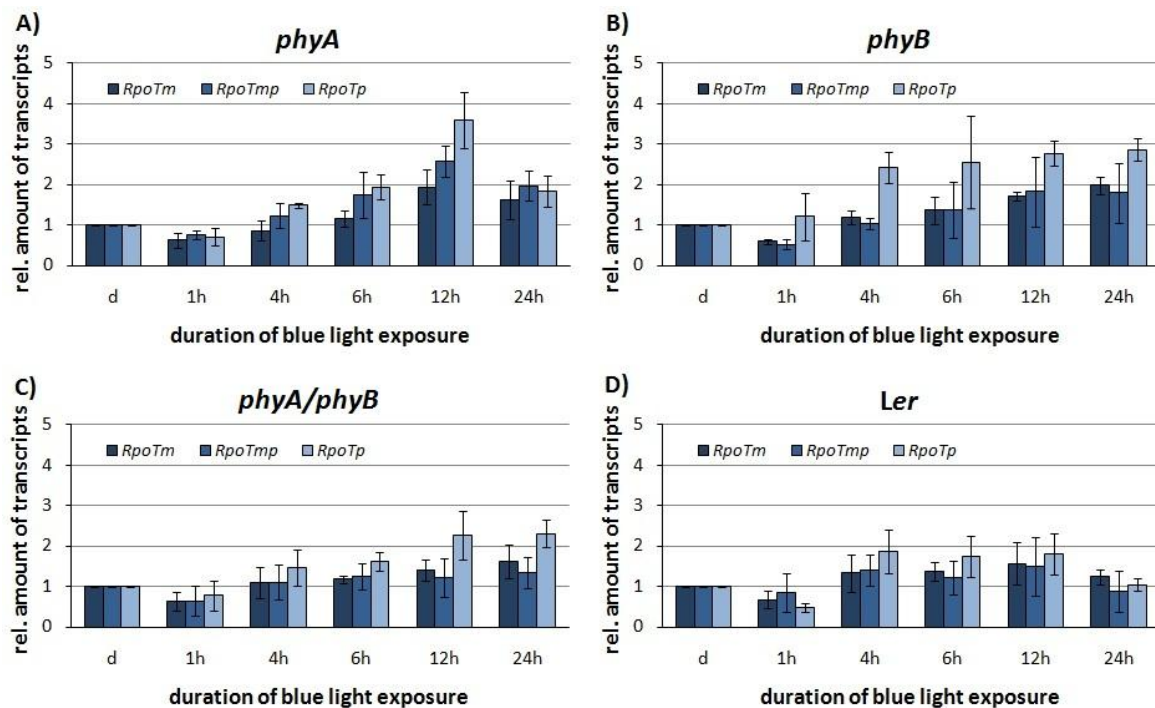 A)
phyA
rel. amount of transcripts
5
4
3
2
1
0
RpoTm RpoTmp RpoTp
d 1h 4h 6h 12h 24h
duration of blue light exposure
B)
phyB
rel. amount of transcripts
5
4
3
2
1
0
RpoTm RpoTmp RpoTp
d 1h 4h 6h 12h 24h
duration of blue light exposure
C)
phyA/phyB
rel. amount of transcripts
5
4
3
2
1
0
RpoTm RpoTmp RpoTp
d 1h 4h 6h 12h 24h
duration of blue light exposure
D)
Ler
rel. amount of transcripts
5
4
3
2
1
0
RpoTm RpoTmp RpoTp
d 1h 4h 6h 12h 24h
duration of blue light exposure